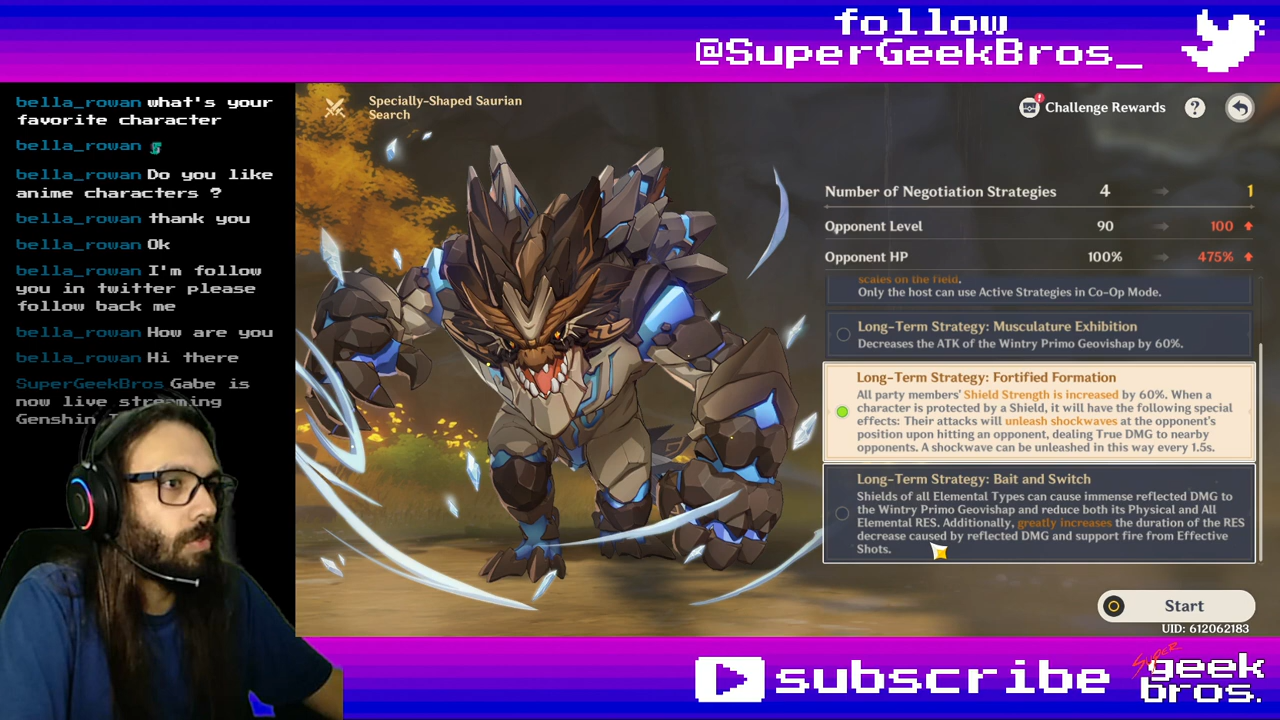 follow
@SuperGeekBros_
bella_rowan what's your
favorite character
bella_rowan
bella_rowan Do you like
anime characters ?
bella_rowan thank you
bella_rowan Ok
bella_rowan I'm follow
you in twitter please
follow back me
bella_rowan How are you
bella_rowan Hi there
SuperGeekBros_ Gabe is
now live streaming
Genshin
Specially-Shaped Saurian
Search
Challenge Rewards
?
Number of Negotiation Strategies 4 1
Opponent Level 90 100
Opponent HP 100% 475%
scales on the field.
Only the host can use Active Strategies in Co-Op Mode.
Long-Term Strategy: Musculature Exhibition
Decreases the ATK of the Wintry Primo Geovishap by 60%.
Long-Term Strategy: Fortified Formation
All party members' Shield Strength is increased by 60%. When a
character is protected by a Shield, it will have the following special
effects: Their attacks will unleash shockwaves at the opponent's
position upon hitting an opponent, dealing True DMG to nearby
opponents. A shockwave can be unleashed in this way every 1.5s.
Long-Term Strategy: Bait and Switch
Shields of all Elemental Types can cause immense reflected DMG to
the Wintry Primo Geovishap and reduce both its Physical and All
Elemental RES. Additionally, greatly increases the duration of the RES
decrease caused by reflected DMG and support fire from Effective
Shots.
Start
UID: 612062183
subscribe
SUPER
geek
bros.